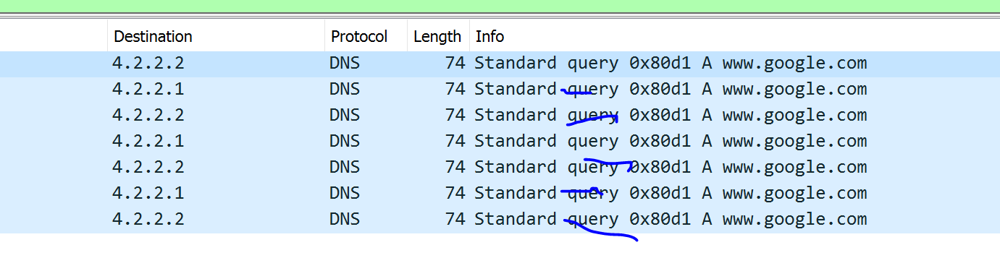 Destination Protocol Length Info
4.2.2.2 DNS 74 Standard query 0x80d1 A www.google.com
4.2.2.1 DNS 74 Standard query 0x80d1 A www.google.com
4.2.2.2 DNS 74 Standard query 0x80d1 A www.google.com
4.2.2.1 DNS 74 Standard query 0x80d1 A www.google.com
4.2.2.2 DNS 74 Standard query 0x80d1 A www.google.com
4.2.2.1 DNS 74 Standard query 0x80d1 A www.google.com
4.2.2.2 DNS 74 Standard query 0x80d1 A www.google.com